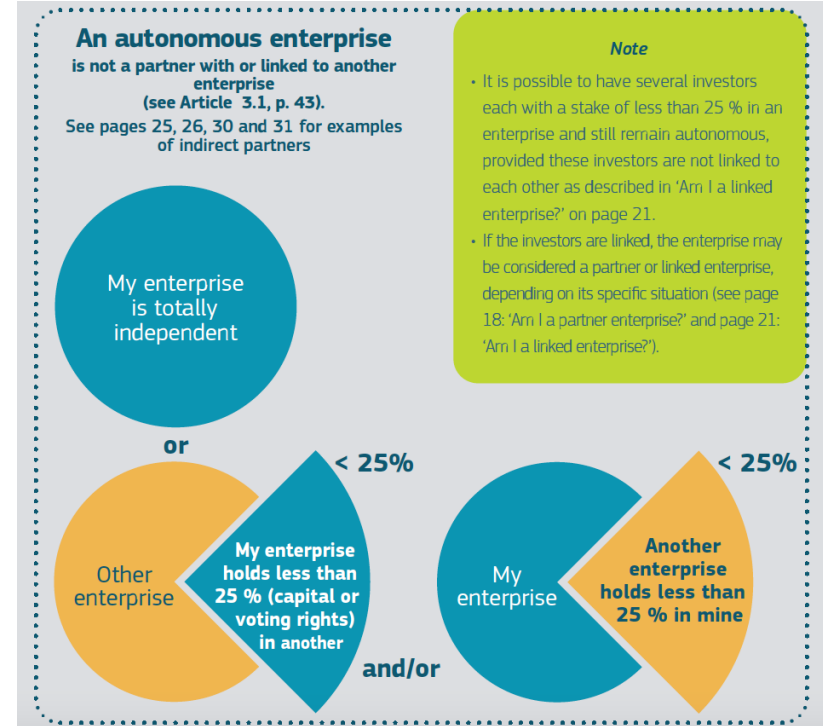 An autonomous enterprise
is not a partner with or linked to another
enterprise
(see Article 3.1, p. 43).
See pages 25, 26, 30 and 31 for examples
of indirect partners
Note
• It is possible to have several investors
each with a stake of less than 25 % in an
enterprise and still remain autonomous,
provided these investors are not linked to
each other as described in ‘Am I a linked
enterprise?’ on page 21.
• If the investors are linked, the enterprise may
be considered a partner or linked enterprise,
depending on its specific situation (see page
18: ‘Am I a partner enterprise?’ and page 21:
‘Am I a linked enterprise?’).
My enterprise
is totally
independent
or
< 25%
Other
enterprise
My enterprise
holds less than
25 % (capital or
voting rights)
in another
and/or
< 25%
My
enterprise
Another
enterprise
holds less than
25 % in mine